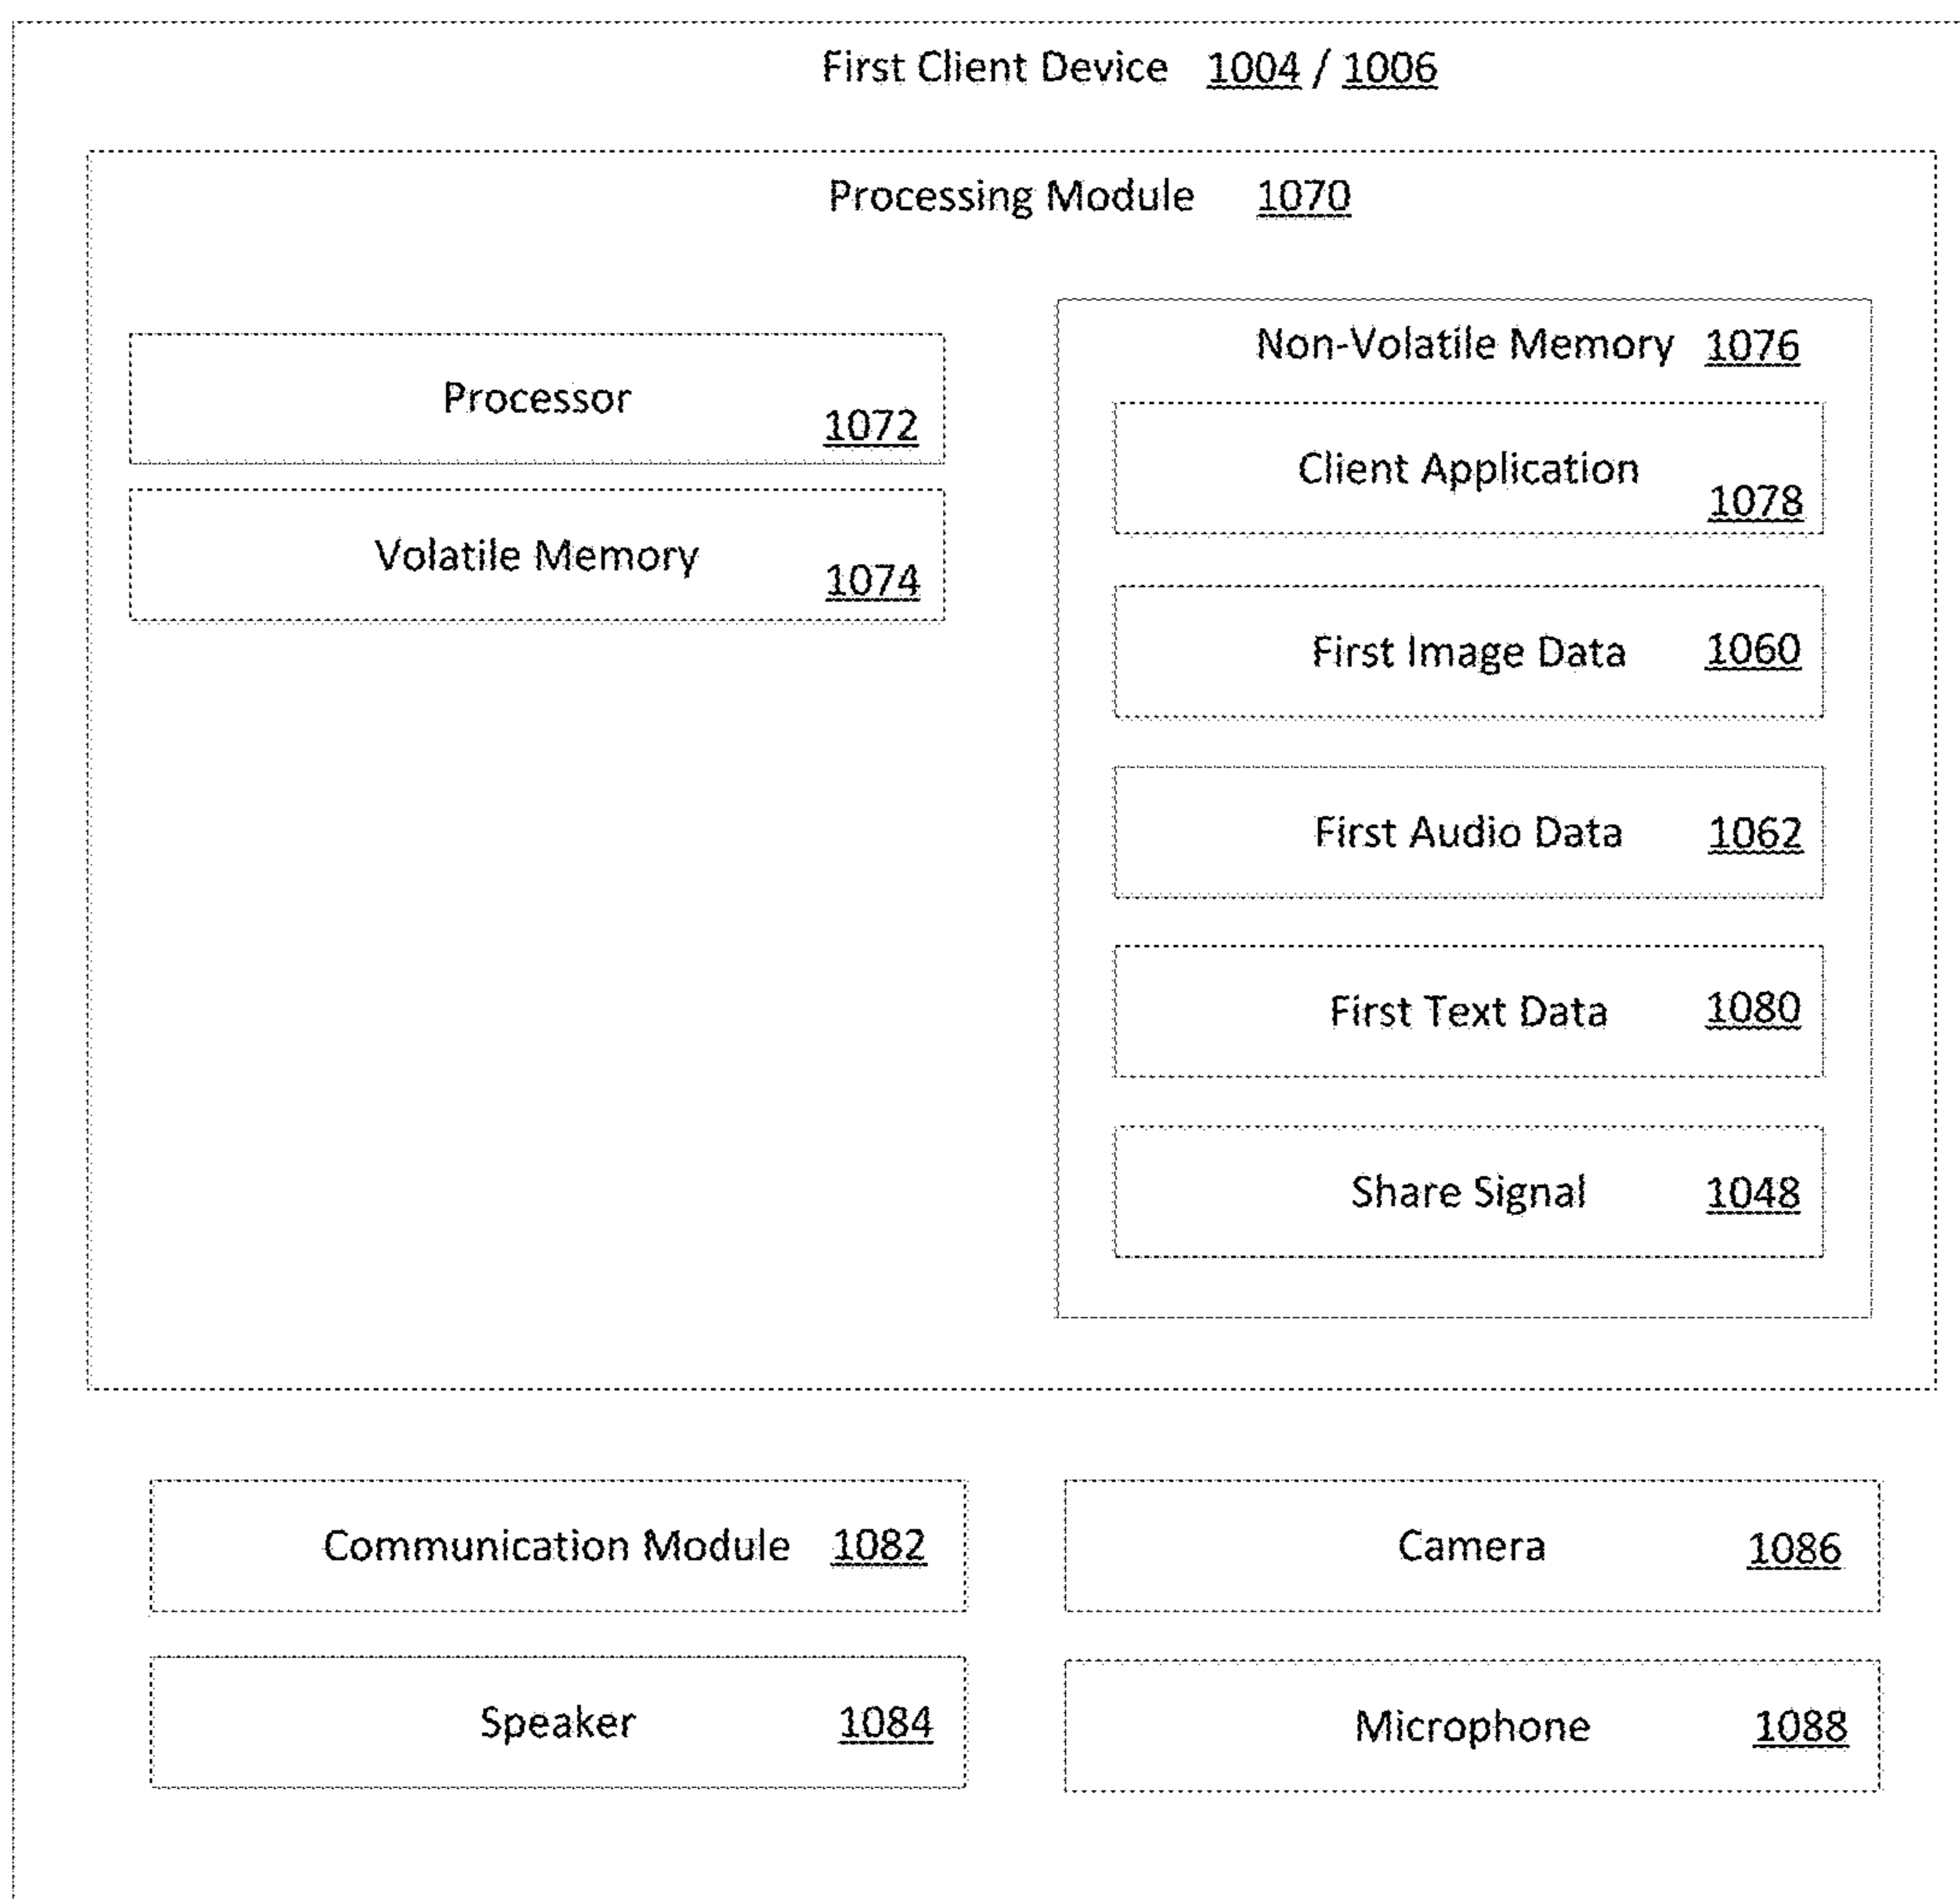 First Client Device 1004 / 1006
Processing Module 1070
Processor 1072
Volatile Memory 1074
Non-Volatile Memory 1076
Client Application 1078
First Image Data 1060
First Audio Data 1062
First Text Data 1080
Share Signal 1048
Communication Module 1082
Camera 1086
Speaker 1084
Microphone 1088